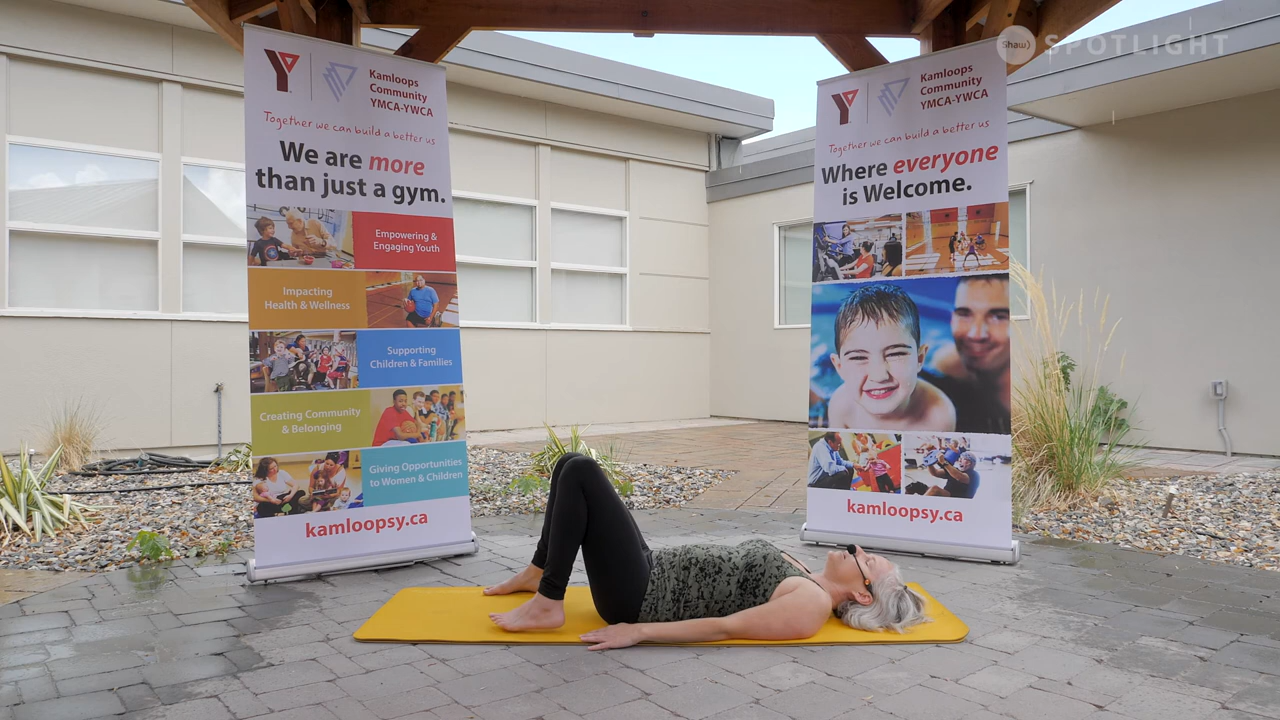 Shaw) SPOTLIGHT
Kamloops
Community
YMCA-YWCA
Together we can build a better us
We are more
than just a gym.
Empowering &
Engaging Youth
Impacting
Health & Wellness
Supporting
Children & Families
Creating Community
& Belonging
Giving Opportunities
to Women & Children
kamloopsy.ca
Kamloops
Community
YMCA-YWCA
Together we can build a better us
Where everyone
is Welcome.
kamloopsy.ca